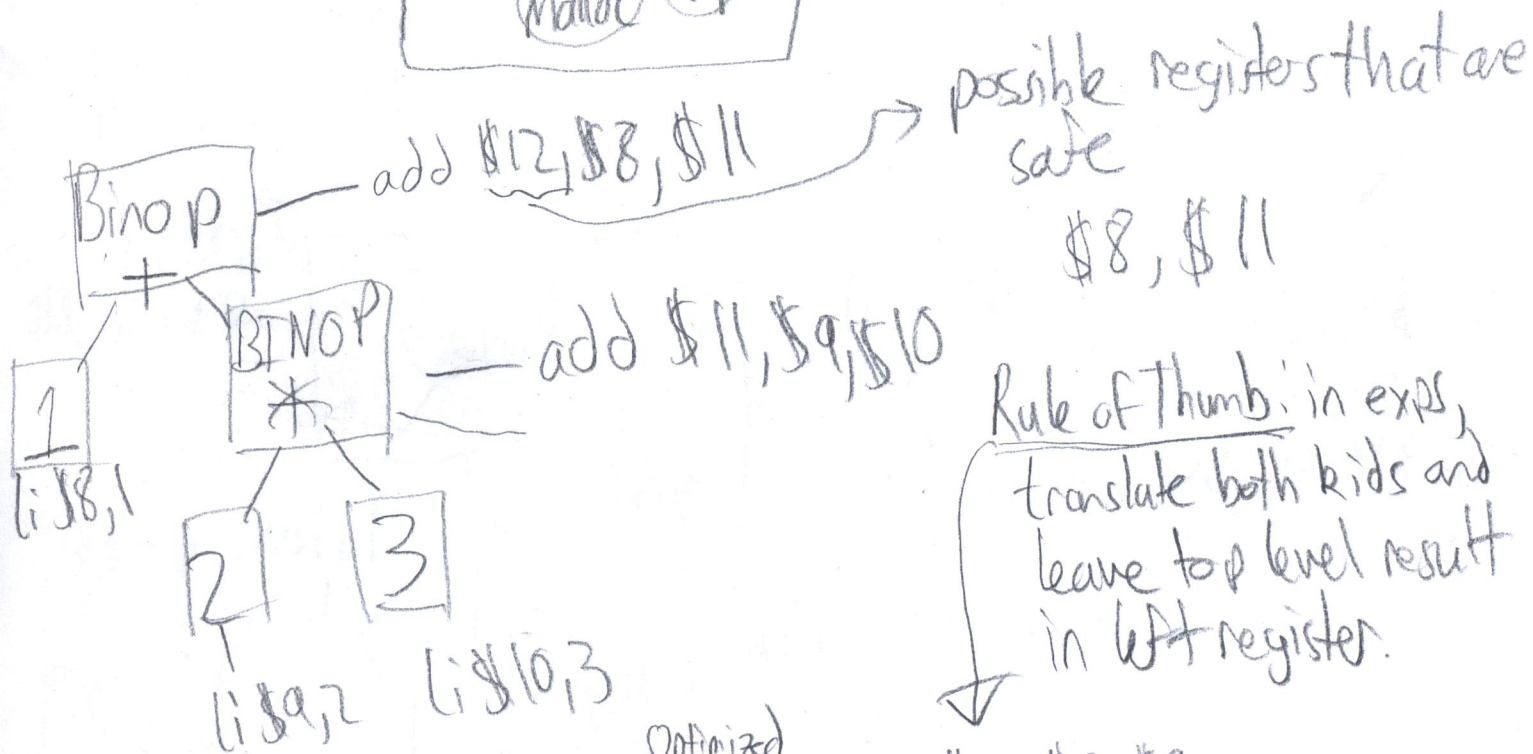 Malloc
add $12, $8, $11
possible registers that are
safe
$8, $11
Binop
+
BINOP
*
add $11, $9, $10
1
li $8, 1
2
3
li $9, 2
li $10, 3
Rule of Thumb: in exps,
translate both kids and
leave top level result
in left register.
Optimized